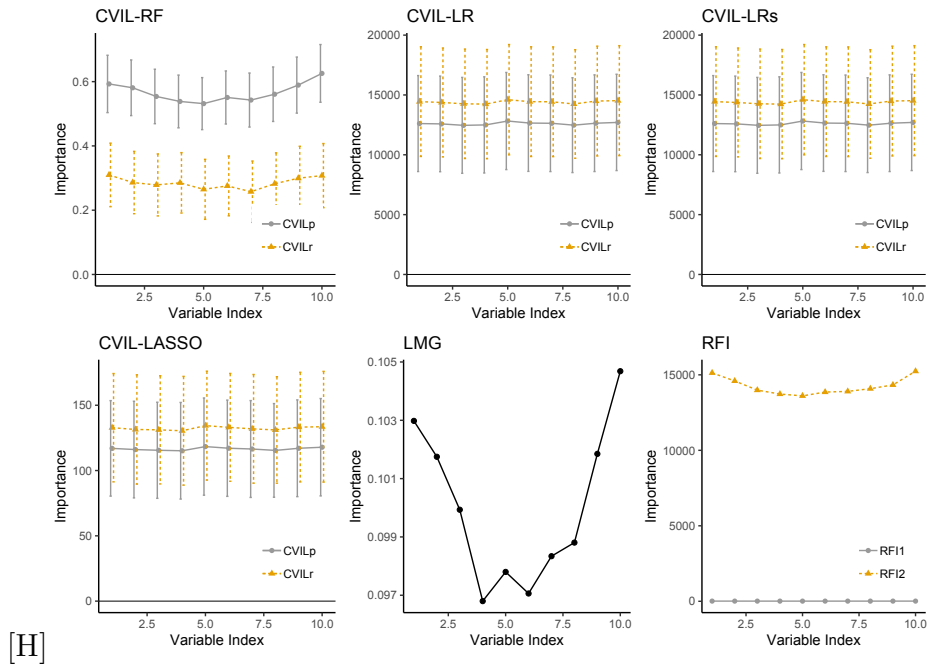 CVIL-RF
Importance
0.6
0.4
0.2
0.0
CVILp
CVILr
2.5 5.0 7.5 10.0
Variable Index
CVIL-LR
Importance
20000
15000
10000
5000
0
CVILp
CVILr
2.5 5.0 7.5 10.0
Variable Index
CVIL-LRs
Importance
20000
15000
10000
5000
0
CVILp
CVILr
2.5 5.0 7.5 10.0
Variable Index
CVIL-LASSO
Importance
150
100
50
0
CVILp
CVILr
2.5 5.0 7.5 10.0
Variable Index
LMG
Importance
0.105
0.103
0.101
0.099
0.097
2.5 5.0 7.5 10.0
Variable Index
RFI
Importance
15000
10000
5000
0
RFI1
RFI2
2.5 5.0 7.5 10.0
Variable Index
[H]